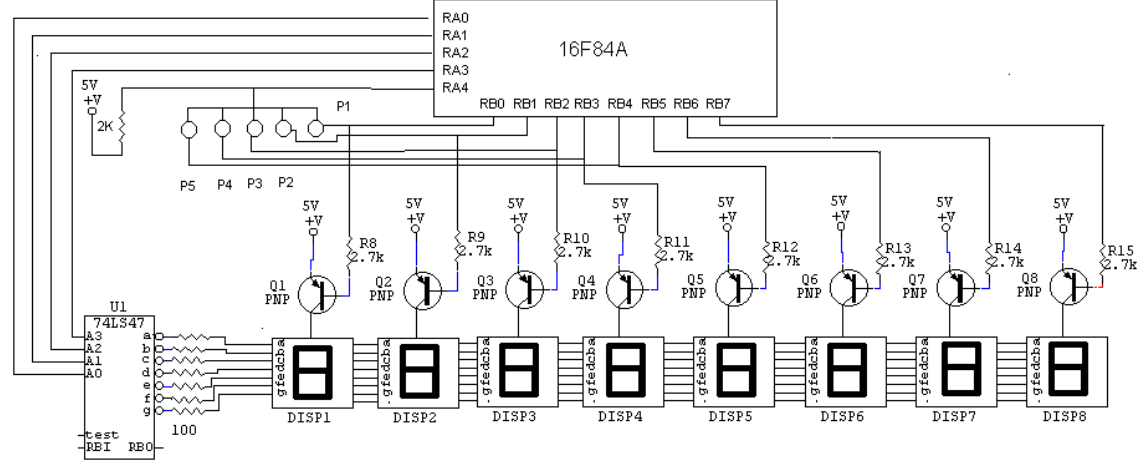 RA0
RA1
RA2
RA3
RA4
16F84A
RB0 RB1 RB2 RB3 RB4 RB5 RB6 RB7
5V
+V
2K
P1
P5 P4 P3 P2
5V
+V
5V
+V
5V
+V
5V
+V
5V
+V
5V
+V
5V
+V
5V
+V
R8
2.7k
R9
2.7k
R10
2.7k
R11
2.7k
R12
2.7k
R13
2.7k
R14
2.7k
R15
2.7k
Q1
PNP
Q2
PNP
Q3
PNP
Q4
PNP
Q5
PNP
Q6
PNP
Q7
PNP
Q8
PNP
U1
74LS47
A3 a
A2 b
A1 c
A0 d
e
f
g
test
RBI RBO
100
.gfedcba
.gfedcba
.gfedcba
.gfedcba
.gfedcba
.gfedcba
.gfedcba
.gfedcba
DISP1 DISP2 DISP3 DISP4 DISP5 DISP6 DISP7 DISP8